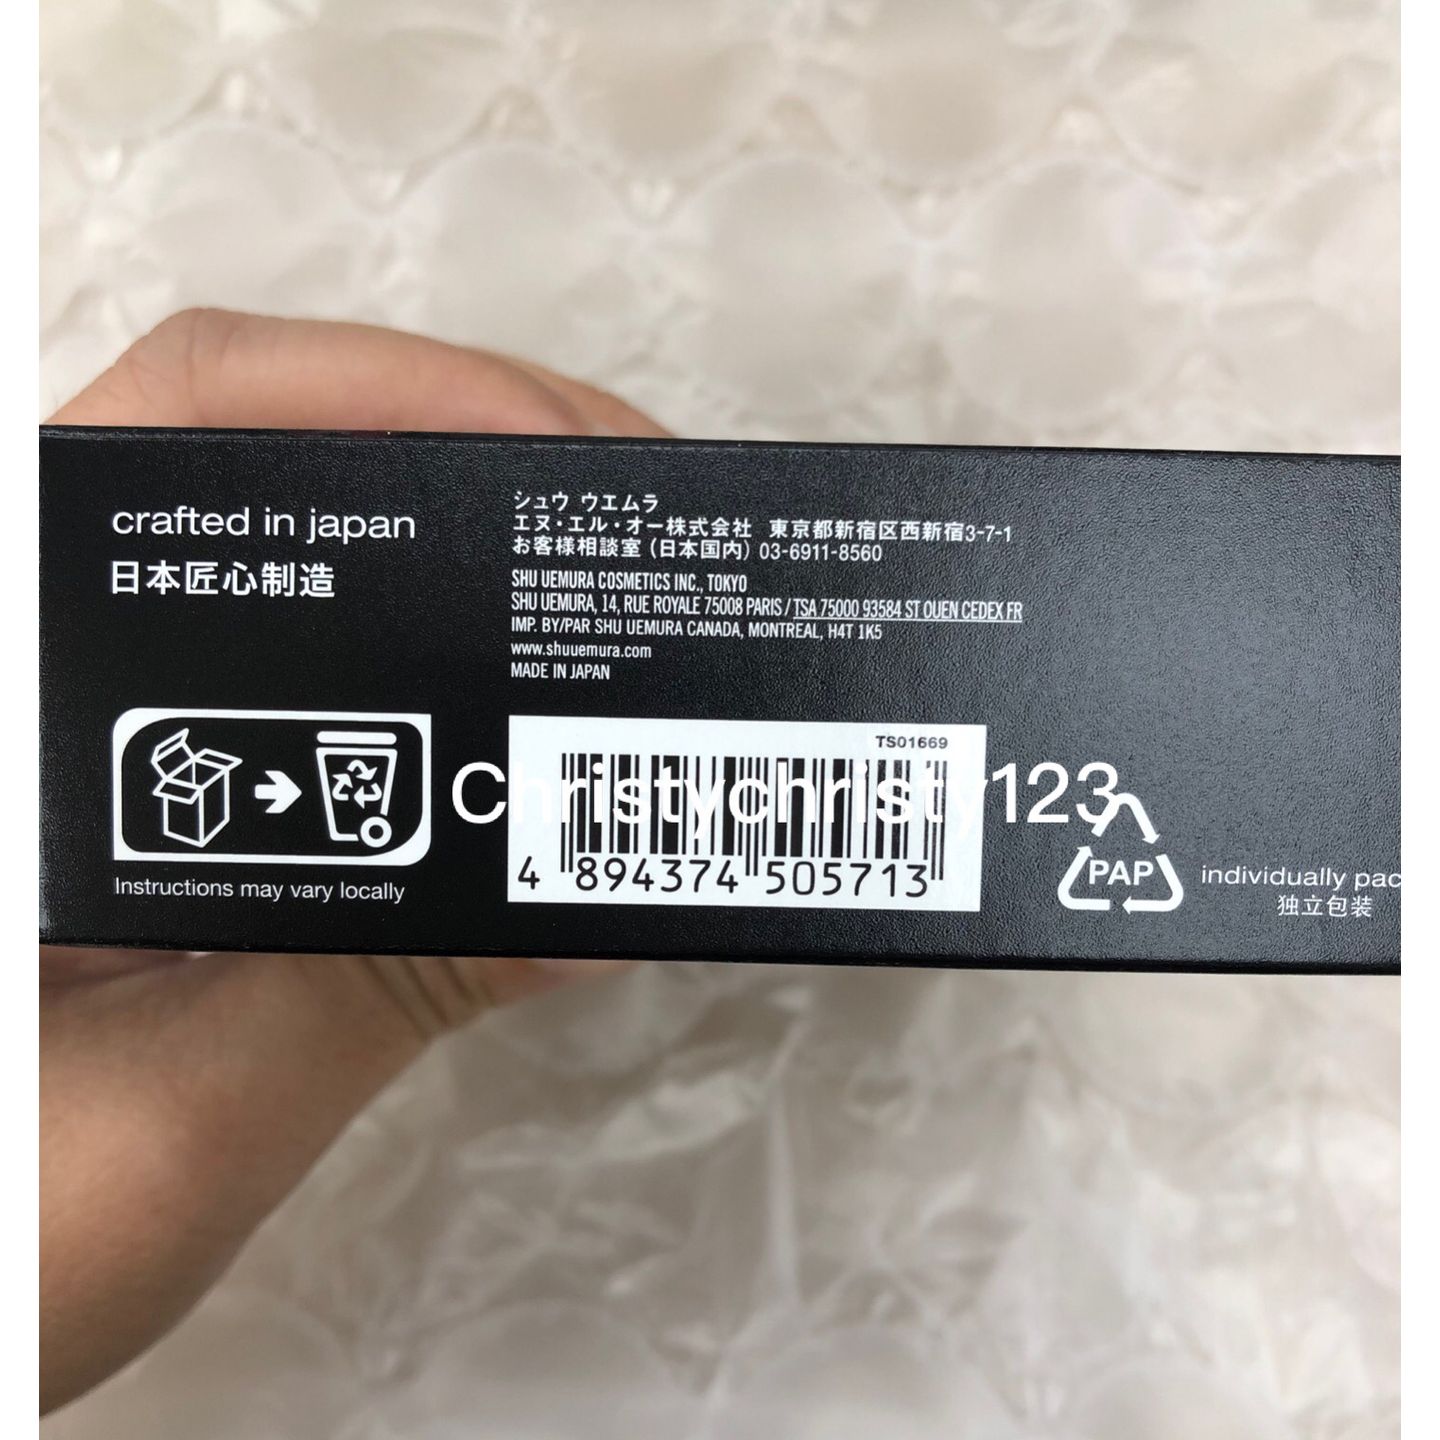 crafted in japan
日本匠心制造
シュウ ウエムラ
エヌ・エル・オー株式会社 東京都新宿区西新宿3-7-1
お客様相談室 (日本国内) 03-6911-8560
SHU UEMURA COSMETICS INC., TOKYO
SHU UEMURA, 14, RUE ROYALE 75008 PARIS / TSA 75000 93584 ST OUEN CEDEX FR
IMP. BY/PAR SHU UEMURA CANADA, MONTREAL, H4T 1K5
www.shuuemura.com
MADE IN JAPAN
Instructions may vary locally
TS01669
Christychristy123
4 894374 505713
PAP
individually pac
独立包装